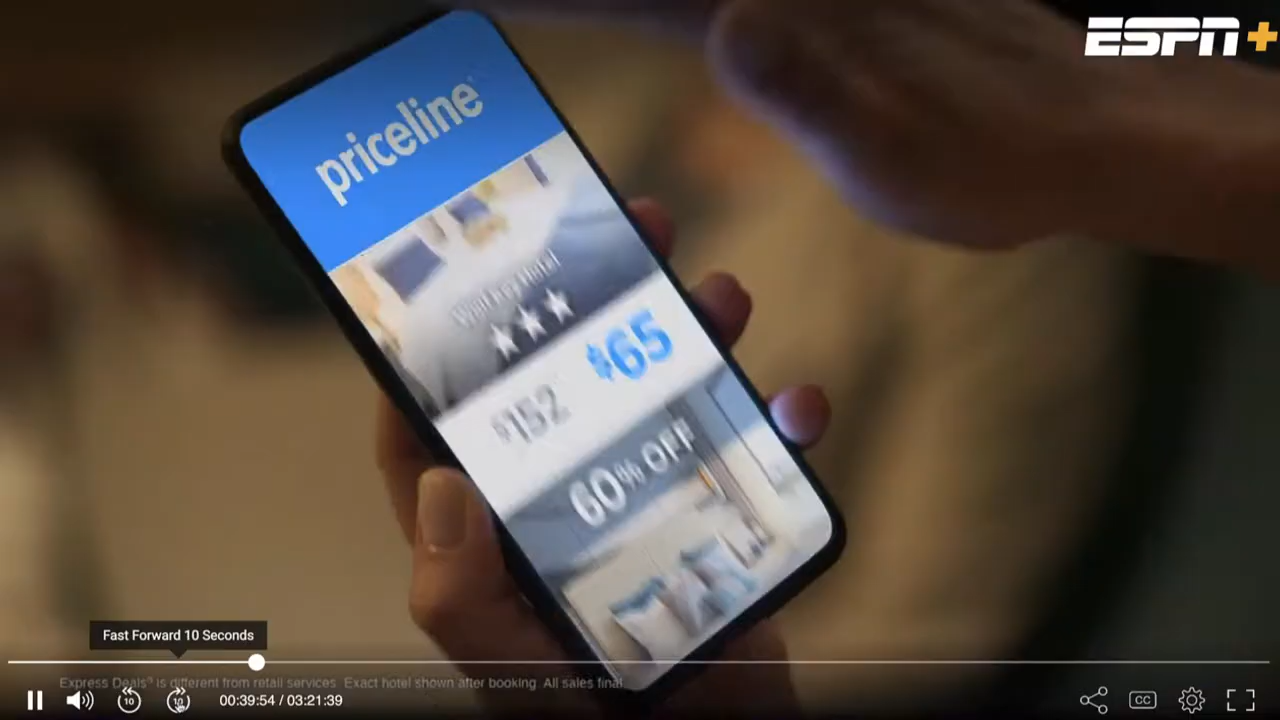 ESPN+
priceline®
$65
$152
60% OFF
Fast Forward 10 Seconds
Express Deals® is different from retail services. Exact hotel shown after booking. All sales final.
10
10
00:39:54 / 03:21:39
CC